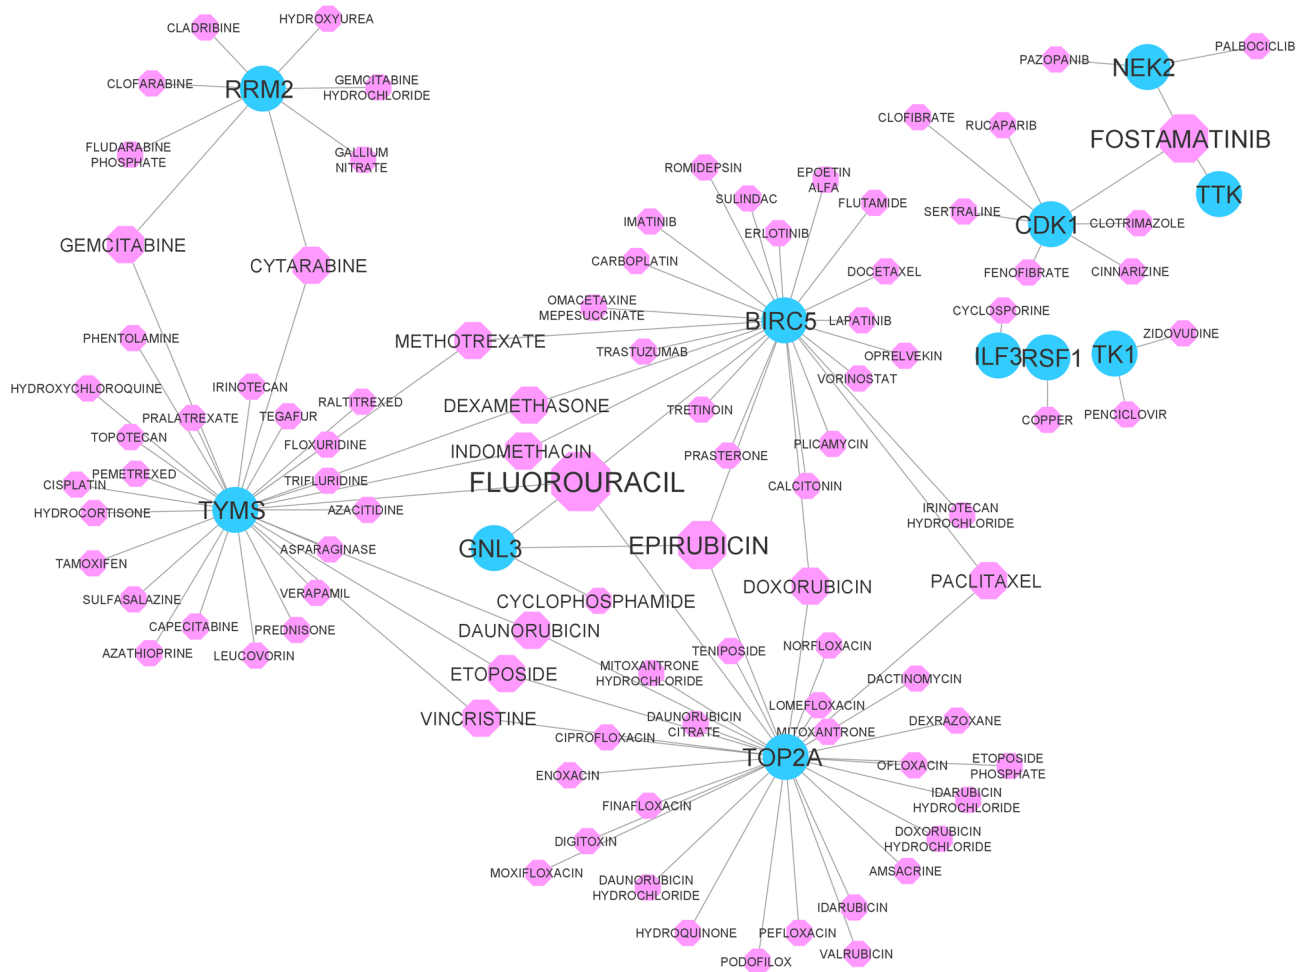 HYDROXYUREA
CLADRIBINE
CLOFARABINE
RRM2
GEMCITABINE
HYDROCHLORIDE
FLUDARABINE
PHOSPHATE
GALLIUM
NITRATE
GEMCITABINE
CYTARABINE
PALBOCICLIB
PAZOPANIB
NEK2
FOSTAMATINIB
TTK
CLOFIBRATE
RUCAPARIB
SERTRALINE
CDK1
CLOTRIMAZOLE
FENOFIBRATE
CINNARIZINE
CYCLOSPORINE
ILF3
RSF1
TK1
ZIDOVUDINE
COPPER
PENCICLOVIR
ROMIDEPSIN
SULINDAC
EPOETIN
ALFA
FLUTAMIDE
IMATINIB
ERLOTINIB
CARBOPLATIN
DOCETAXEL
OMACETAXINE
MEPESUCCINATE
BIRC5
LAPATINIB
METHOTREXATE
TRASTUZUMAB
OPRELVEKIN
VORINOSTAT
DEXAMETHASONE
TRETINOIN
INDOMETHACIN
PLICAMYCIN
PRASTERONE
FLUOROURACIL
CALCITONIN
IRINOTECAN
HYDROCHLORIDE
PHENTOLAMINE
HYDROXYCHLOROQUINE
IRINOTECAN
PRALATREXATE
TEGAFUR
RALTITREXED
TOPOTECAN
FLOXURIDINE
PEMETREXED
CISPLATIN
TRIFLURIDINE
HYDROCORTISONE
TYMS
AZACITIDINE
TAMOXIFEN
ASPARAGINASE
SULFASALAZINE
VERAPAMIL
CAPECITABINE
PREDNISONE
AZATHIOPRINE
LEUCOVORIN
GNL3
EPIRUBICIN
DOXORUBICIN
PACLITAXEL
CYCLOPHOSPHAMIDE
DAUNORUBICIN
ETOPOSIDE
VINCRISTINE
TENIPOSIDE
NORFLOXACIN
MITOXANTRONE
HYDROCHLORIDE
DACTINOMYCIN
LOMEFLOXACIN
DAUNORUBICIN
CITRATE
DEXRAZOXANE
MITOXANTRONE
CIPROFLOXACIN
TOP2A
OFLOXACIN
ETOPOSIDE
PHOSPHATE
ENOXACIN
IDARUBICIN
HYDROCHLORIDE
FINAFLOXACIN
DOXORUBICIN
HYDROCHLORIDE
DIGITOXIN
MOXIFLOXACIN
AMSACRINE
DAUNORUBICIN
HYDROCHLORIDE
IDARUBICIN
HYDROQUINONE
PEFLOXACIN
VALRUBICIN
PODOFILOX